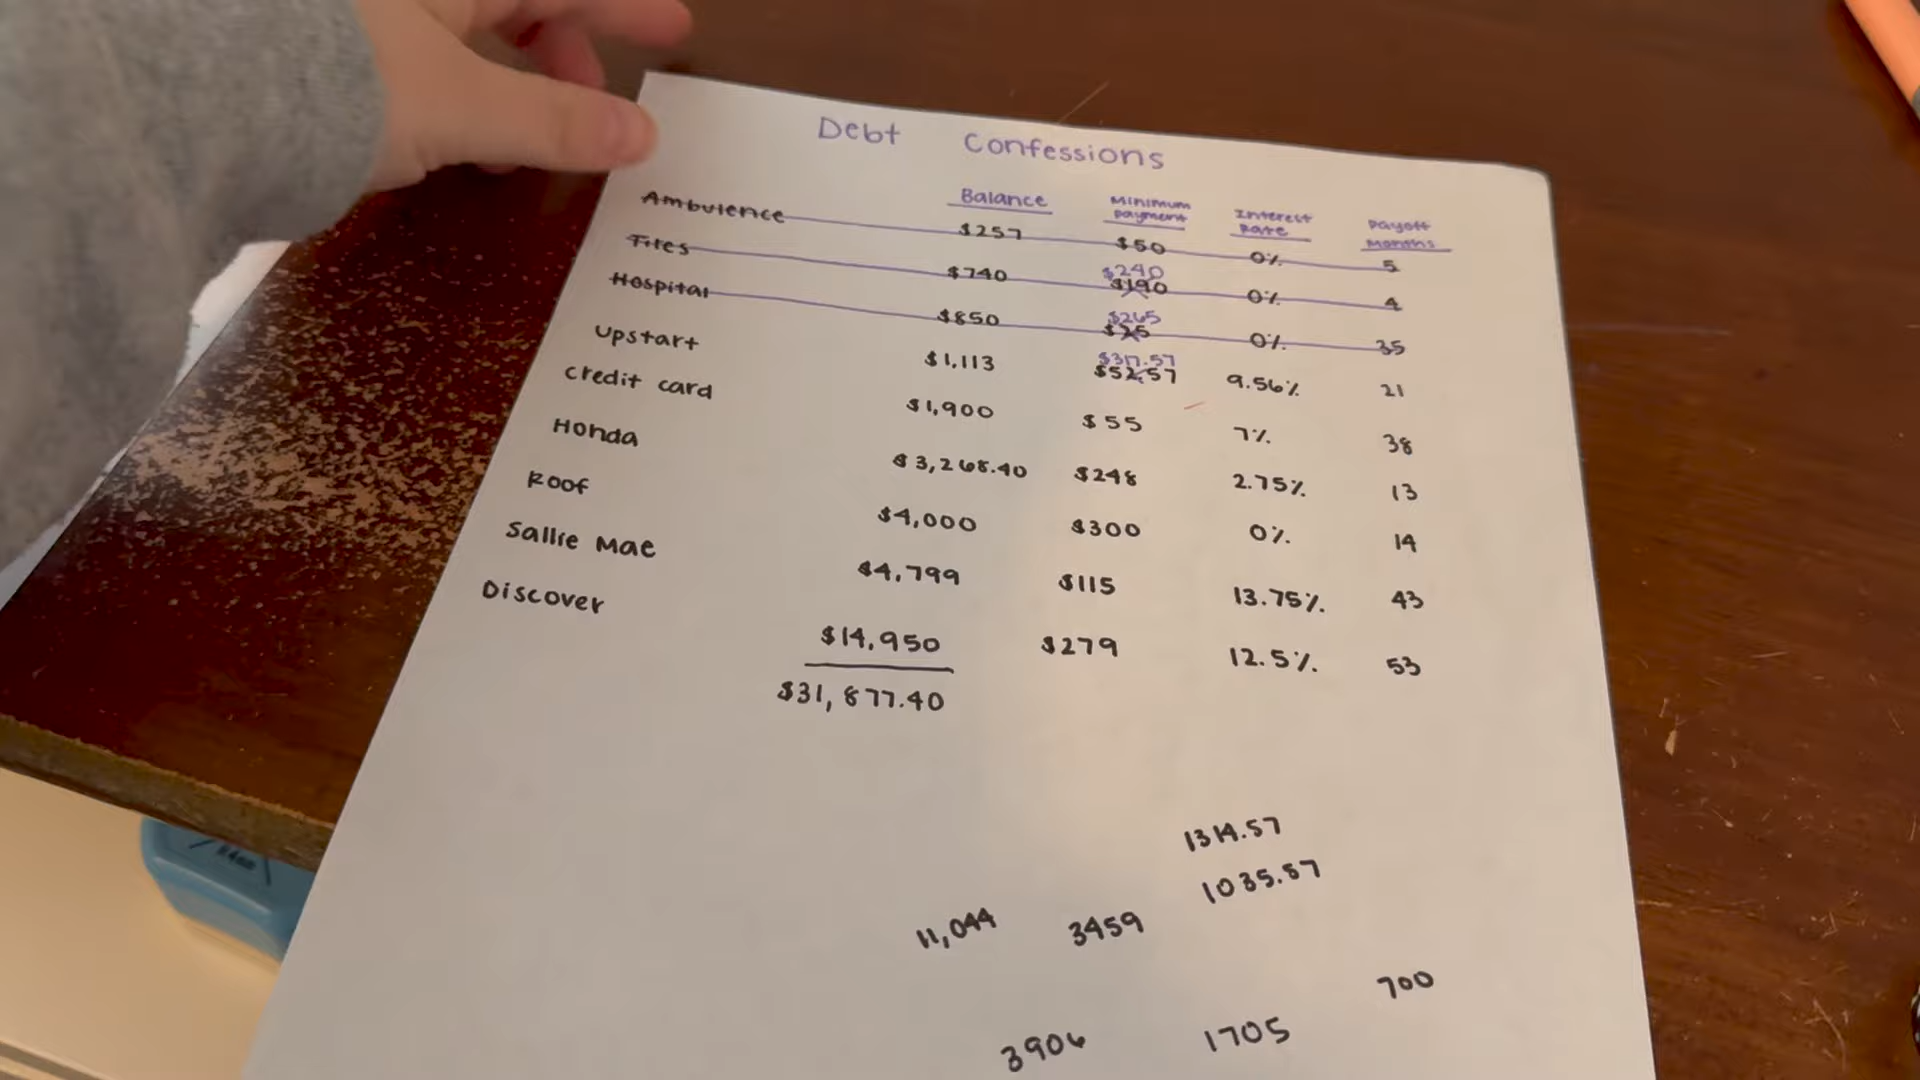 Debt Confessions
Balance Minimum Payment Interest Rate Payoff Months
Ambulence $257 $50 0% 5
Tires $740 $240 $190 0% 4
Hospital $850 $265 $25 0% 35
Upstart $1,113 $317.57 $52.57 9.56% 21
Credit card $1,900 $55 7% 38
Honda $3,268.40 $248 2.75% 13
Roof $4,000 $300 0% 14
Sallie Mae $4,799 $115 13.75% 43
Discover $14,950 $279 12.5% 53
$31,877.40
1314.57
1035.57
11,044 3459
700
3906 1705